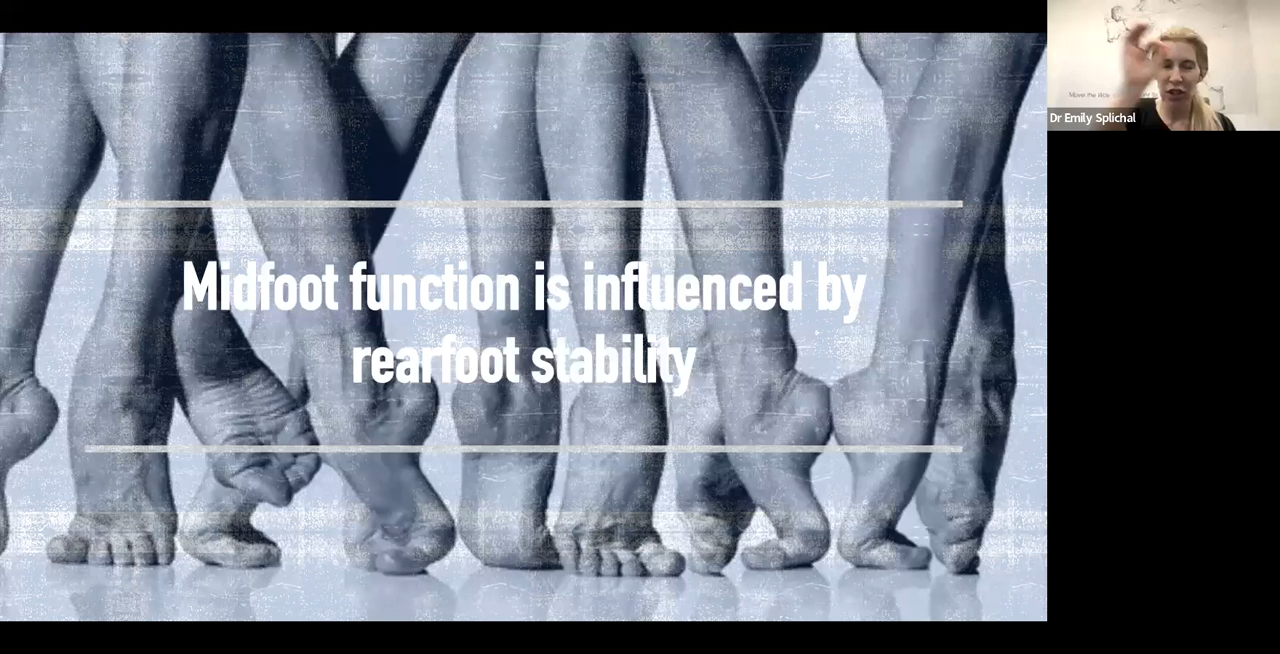 Midfoot function is influenced by
rearfoot stability
Dr Emily Splichal